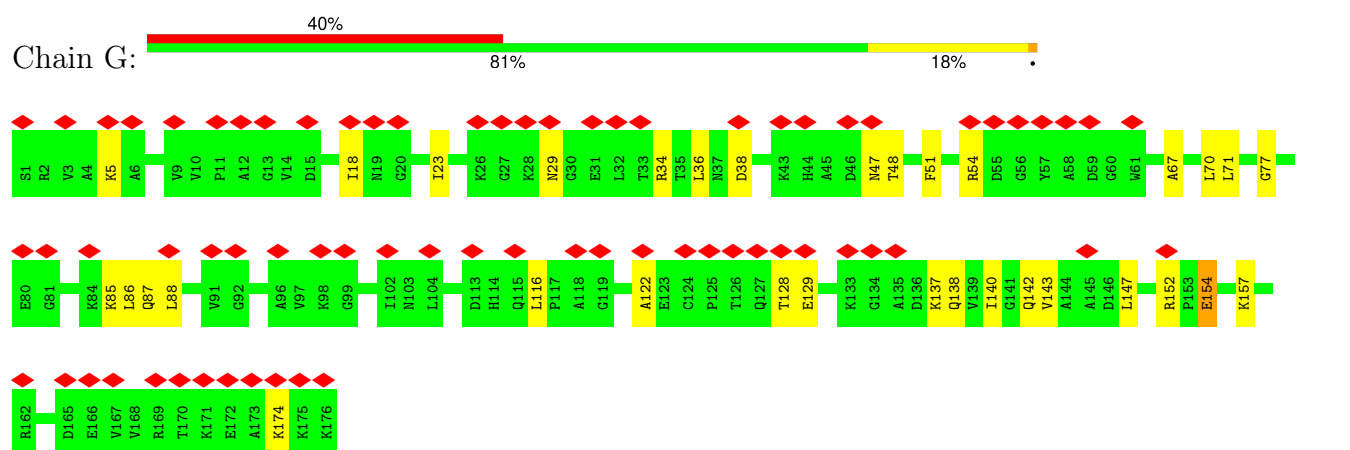 40%
Chain G:
81% 18% •
S1 R2 V3 A4 K5 A6 V9 V10 P11 A12 G13 V14 D15 I18 N19 G20 I23 K26 G27 K28 N29 G30 E31 L32 T33 R34 T35 L36 N37 D38 K43 H44 A45 D46 N47 T48 F51 R54 D55 G56 Y57 A58 D59 G60 W61 A67 L70 L71 G77
E80 G81 K84 K85 L86 Q87 L88 V91 G92 A96 V97 K98 G99 I102 N103 L104 D113 H114 Q115 L116 P117 A118 G119 A122 E123 C124 P125 T126 Q127 T128 E129 K133 G134 A135 D136 K137 Q138 V139 I140 G141 Q142 V143 A144 A145 D146 L147 R152 P153 E154 K157
R162 D165 E166 V167 V168 R169 T170 K171 E172 A173 K174 K175 K176